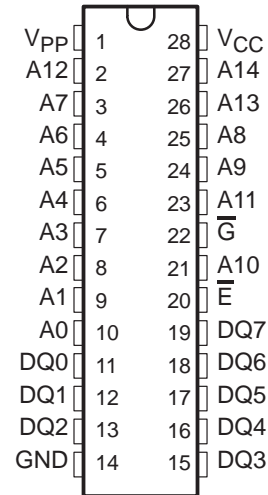 VPP 1 28 VCC
A12 2 27 A14
A7 3 26 A13
A6 4 25 A8
A5 5 24 A9
A4 6 23 A11
A3 7 22 G̅
A2 8 21 A10
A1 9 20 E̅
A0 10 19 DQ7
DQ0 11 18 DQ6
DQ1 12 17 DQ5
DQ2 13 16 DQ4
GND 14 15 DQ3